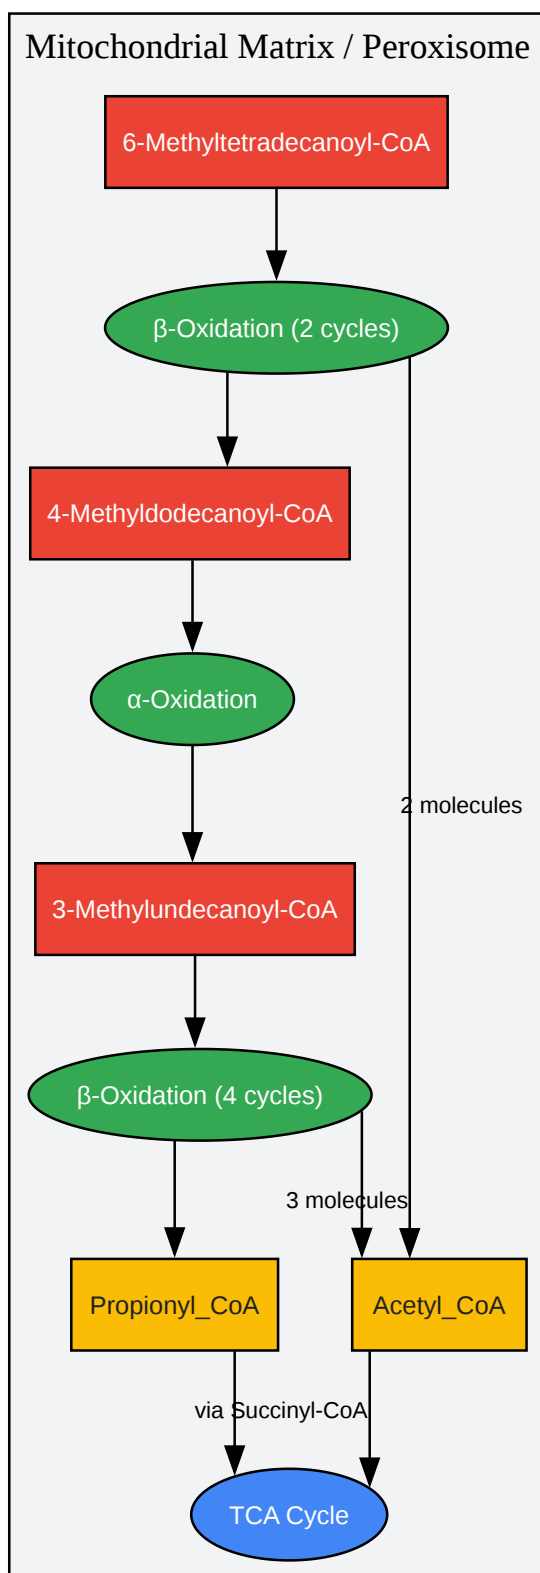 Mitochondrial Matrix / Peroxisome
6-Methyltetradecanoyl-CoA
β-Oxidation (2 cycles)
4-Methyldodecanoyl-CoA
α-Oxidation
2 molecules
3-Methylundecanoyl-CoA
β-Oxidation (4 cycles)
3 molecules
Propionyl_CoA
Acetyl_CoA
via Succinyl-CoA
TCA Cycle